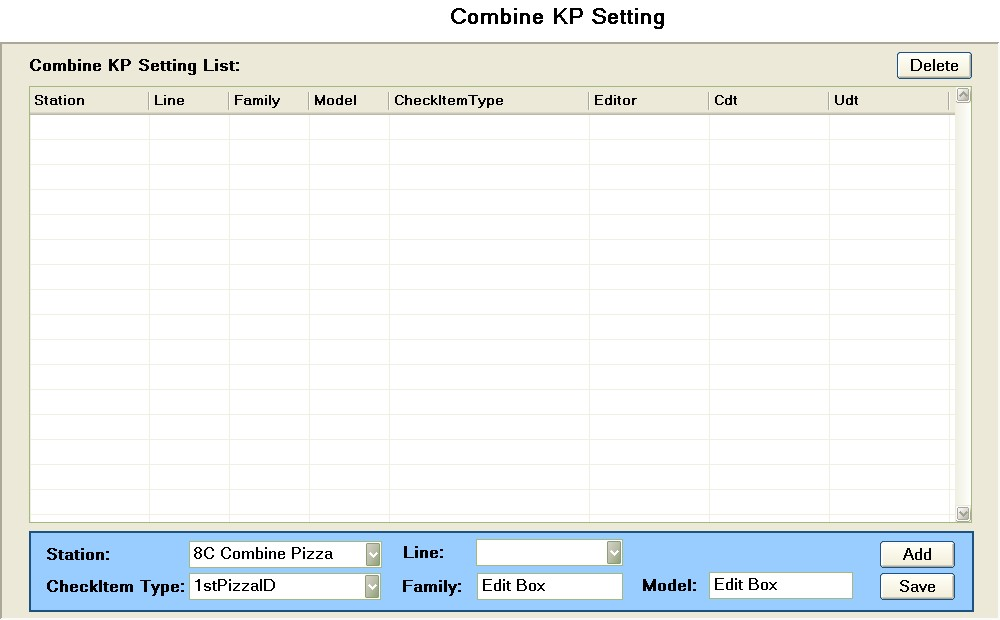 Combine KP Setting
Combine KP Setting List: Delete
Station Line Family Model CheckItemType Editor Cdt Udt
Station: 8C Combine Pizza Line: Add
CheckItem Type: 1stPizzaID Family: Edit Box Model: Edit Box Save